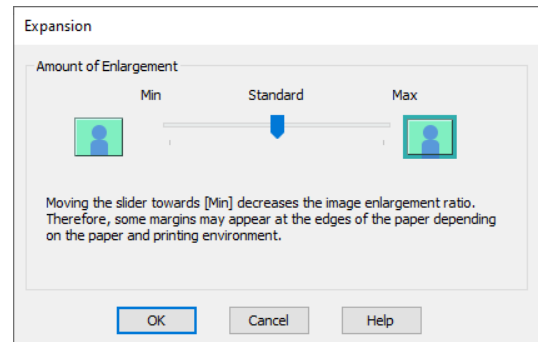 Expansion
Amount of Enlargement
Min Standard Max
Moving the slider towards [Min] decreases the image enlargement ratio.
Therefore, some margins may appear at the edges of the paper depending
on the paper and printing environment.
OK Cancel Help